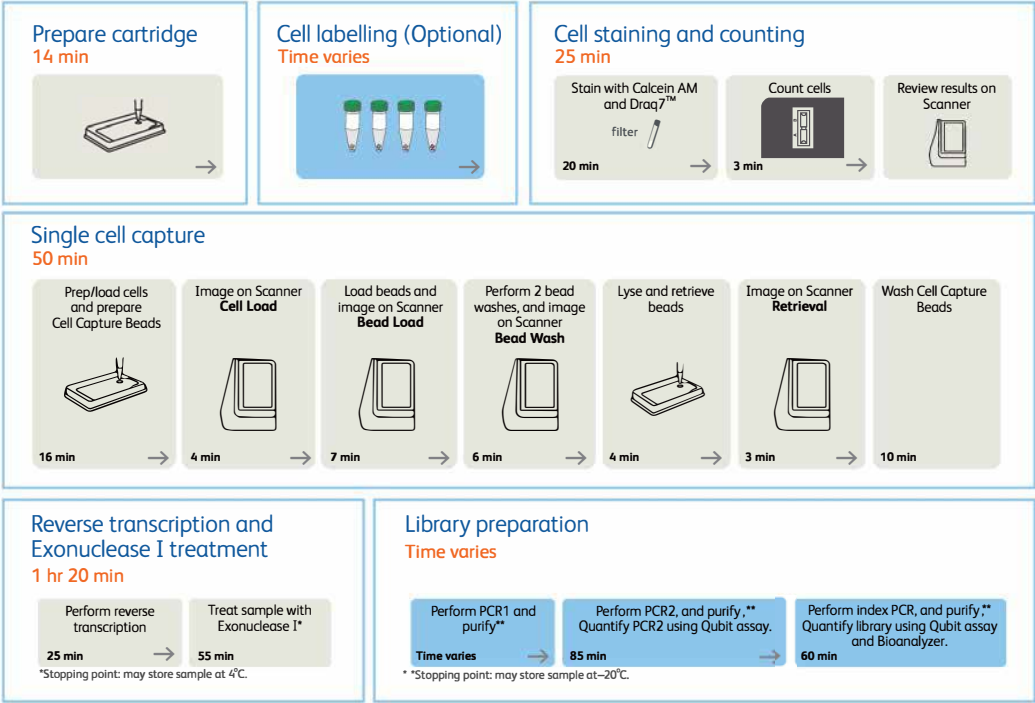 Prepare cartridge
14 min
Cell labelling (Optional)
Time varies
Cell staining and counting
25 min
Stain with Calcein AM
and Draq7™
filter
20 min
Count cells
3 min
Review results on
Scanner
Single cell capture
50 min
Prep/load cells
and prepare
Cell Capture Beads
16 min
Image on Scanner
Cell Load
4 min
Load beads and
image on Scanner
Bead Load
7 min
Perform 2 bead
washes, and image
on Scanner
Bead Wash
6 min
Lyse and retrieve
beads
4 min
Image on Scanner
Retrieval
3 min
Wash Cell Capture
Beads
10 min
Reverse transcription and
Exonuclease I treatment
1 hr 20 min
Perform reverse
transcription
25 min
Treat sample with
Exonuclease I*
55 min
*Stopping point: may store sample at 4°C.
Library preparation
Time varies
Perform PCR1 and
purify**
Time varies
Perform PCR2, and purify,**
Quantify PCR2 using Qubit assay.
85 min
Perform index PCR, and purify,**
Quantify library using Qubit assay
and Bioanalyzer.
60 min
* *Stopping point: may store sample at–20°C.